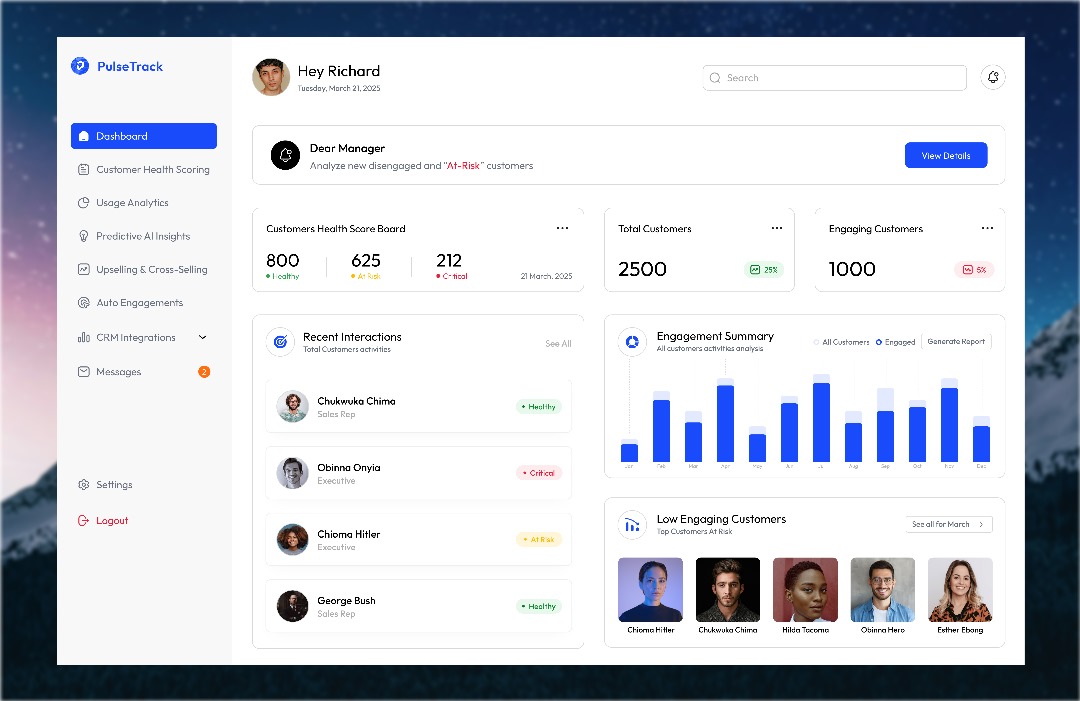 PulseTrack
Dashboard
Customer Health Scoring
Usage Analytics
Predictive AI Insights
Upselling & Cross-Selling
Auto Engagements
CRM Integrations
Messages
2
Settings
Logout
Hey Richard
Tuesday, March 21, 2025
Search
Dear Manager
Analyze new disengaged and "At-Risk" customers
View Details
Customers Health Score Board
800
Healthy
625
At Risk
212
Critical
21 March, 2025
Total Customers
2500
25%
Engaging Customers
1000
5%
Recent Interactions
Total Customers activities
See All
Chukwuka Chima
Sales Rep
Healthy
Obinna Onyia
Executive
Critical
Chioma Hitler
Executive
At Risk
George Bush
Sales Rep
Healthy
Engagement Summary
All customers activities analysis
All Customers
Engaged
Generate Report
Jan Feb Mar Apr May Jun Jul Aug Sep Oct Nov Dec
Low Engaging Customers
Top Customers At Risk
See all for March
Chioma Hitler
Chukwuka Chima
Hilda Tacoma
Obinna Hero
Esther Ebong